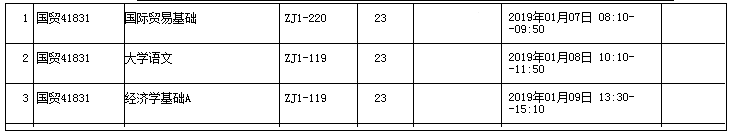 1 国贸41831 国际贸易基础 ZJ1-220 23 2019年01月07日 08:10-
-09:50
2 国贸41831 大学语文 ZJ1-119 23 2019年01月08日 10:10-
-11:50
3 国贸41831 经济学基础A ZJ1-119 23 2019年01月09日 13:30-
-15:10